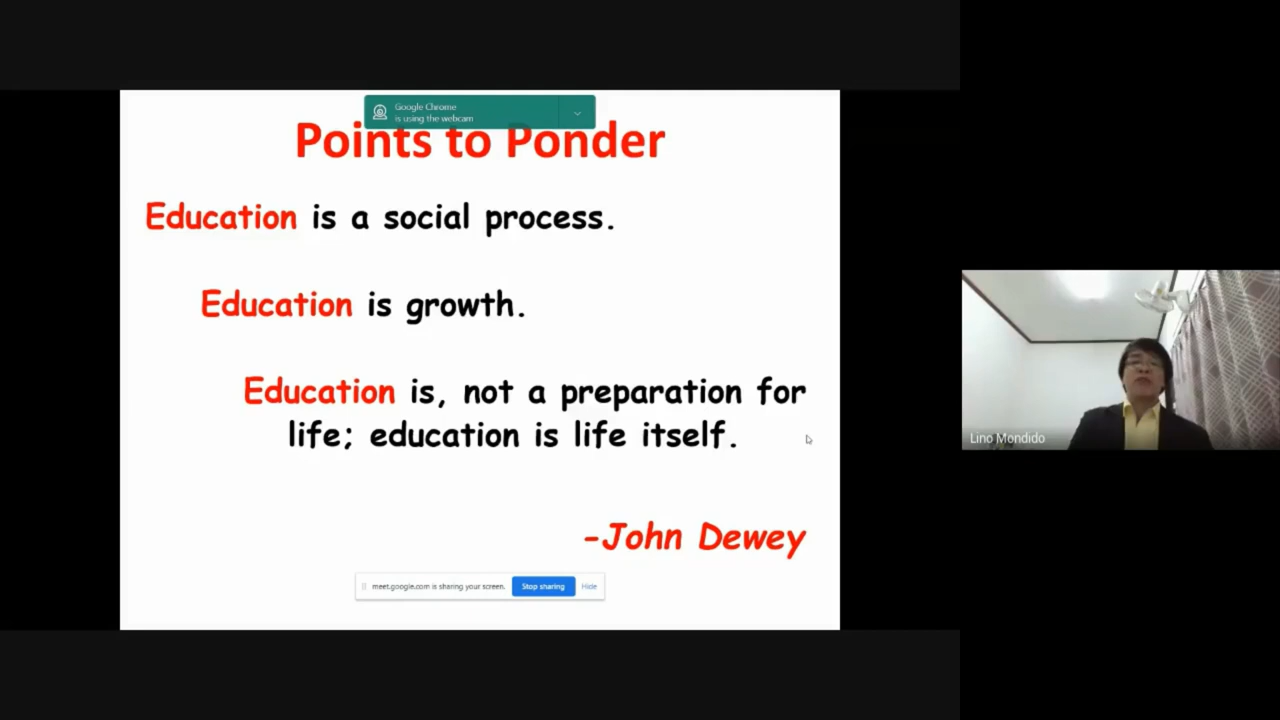 Google Chrome
is using the webcam
Points to Ponder
Education is a social process.
Education is growth.
Education is, not a preparation for
life; education is life itself.
-John Dewey
meet.google.com is sharing your screen. Stop sharing Hide
Lino Mondido